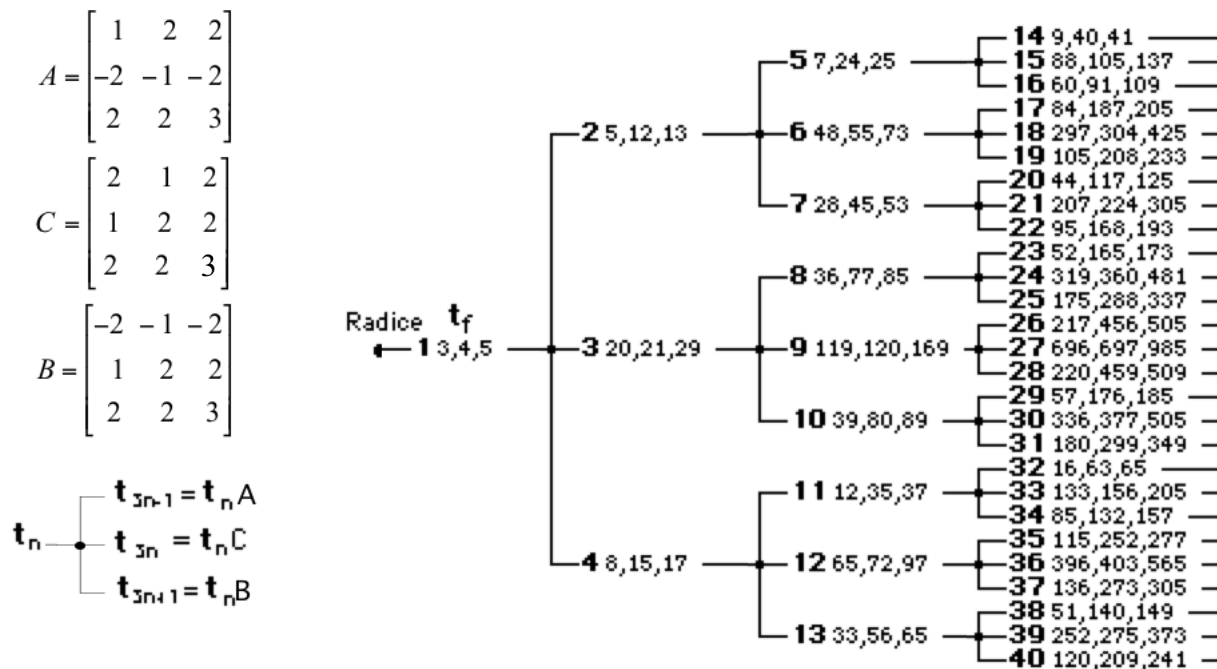 A = [ 1 2 2
-2 -1 -2
2 2 3 ]
C = [ 2 1 2
1 2 2
2 2 3 ]
B = [ -2 -1 -2
1 2 2
2 2 3 ]
t_n
t_3n-1 = t_n A
t_3n = t_n C
t_3n+1 = t_n B
Radice t_f
1 3,4,5
2 5,12,13
3 20,21,29
4 8,15,17
5 7,24,25
6 48,55,73
7 28,45,53
8 36,77,85
9 119,120,169
10 39,80,89
11 12,35,37
12 65,72,97
13 33,56,65
14 9,40,41
15 88,105,137
16 60,91,109
17 84,187,205
18 297,304,425
19 105,208,233
20 44,117,125
21 207,224,305
22 95,168,193
23 52,165,173
24 319,360,481
25 175,288,337
26 217,456,505
27 696,697,985
28 220,459,509
29 57,176,185
30 336,377,505
31 180,299,349
32 16,63,65
33 133,156,205
34 85,132,157
35 115,252,277
36 396,403,565
37 136,273,305
38 51,140,149
39 252,275,373
40 120,209,241